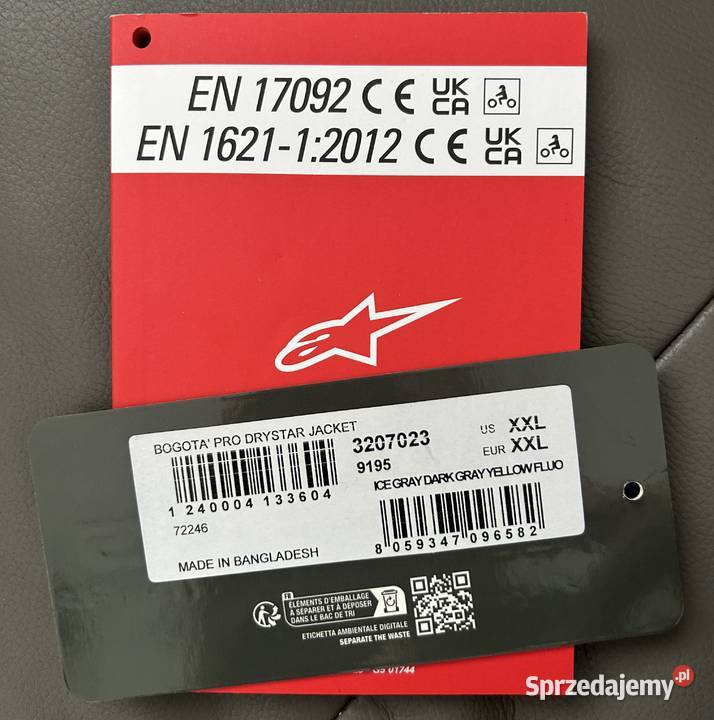 EN 17092 CE UK CA
EN 1621-1:2012 CE UK CA
BOGOTA' PRO DRYSTAR JACKET
3207023
US XXL
9195
EUR XXL
ICE GRAY DARK GRAY YELLOW FLUO
1 240004 133604
72246
8 059347 096582
MADE IN BANGLADESH
FR
ÉLÉMENTS D'EMBALLAGE
À SÉPARER ET À DÉPOSER
DANS LE BAC DE TRI
ETICHETTA AMBIENTALE DIGITALE
SEPARATE THE WASTE
01744
Sprzedajemy.pl